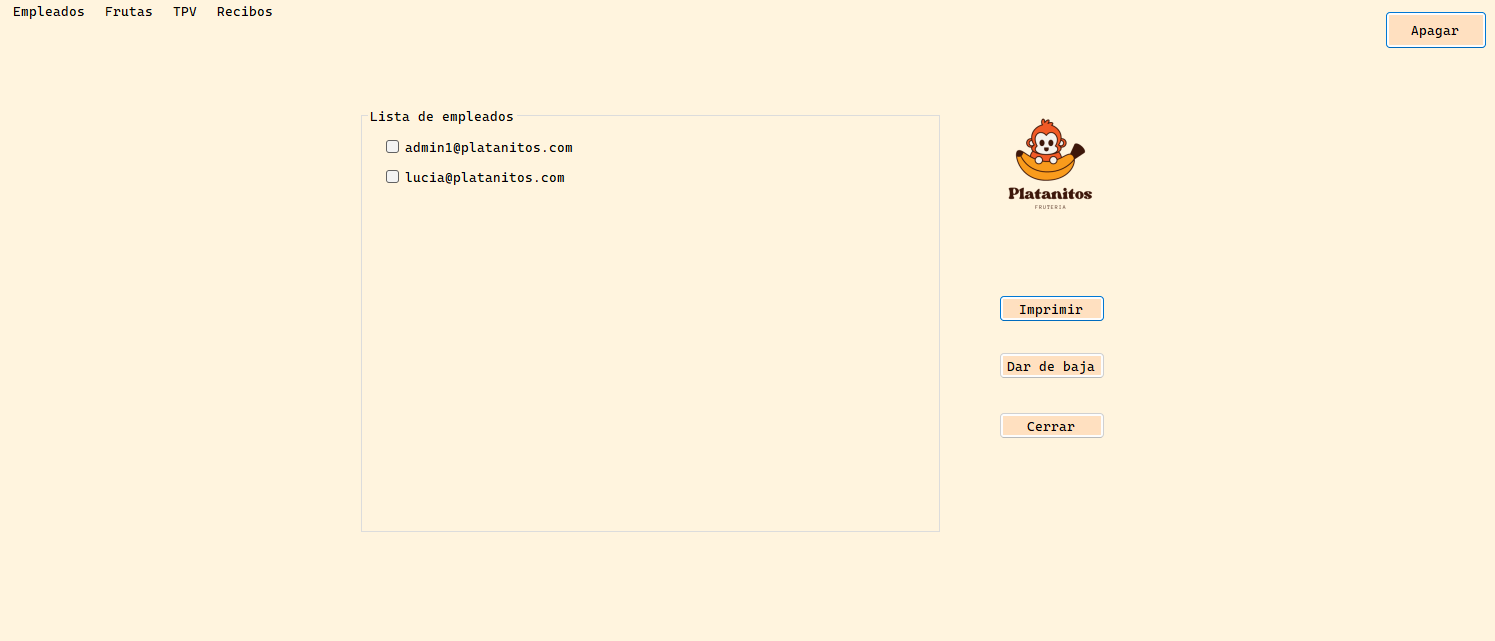 Empleados Frutas TPV Recibos
Apagar
Lista de empleados
admin1@platanitos.com
lucia@platanitos.com
Platanitos
FRUTERIA
Imprimir
Dar de baja
Cerrar